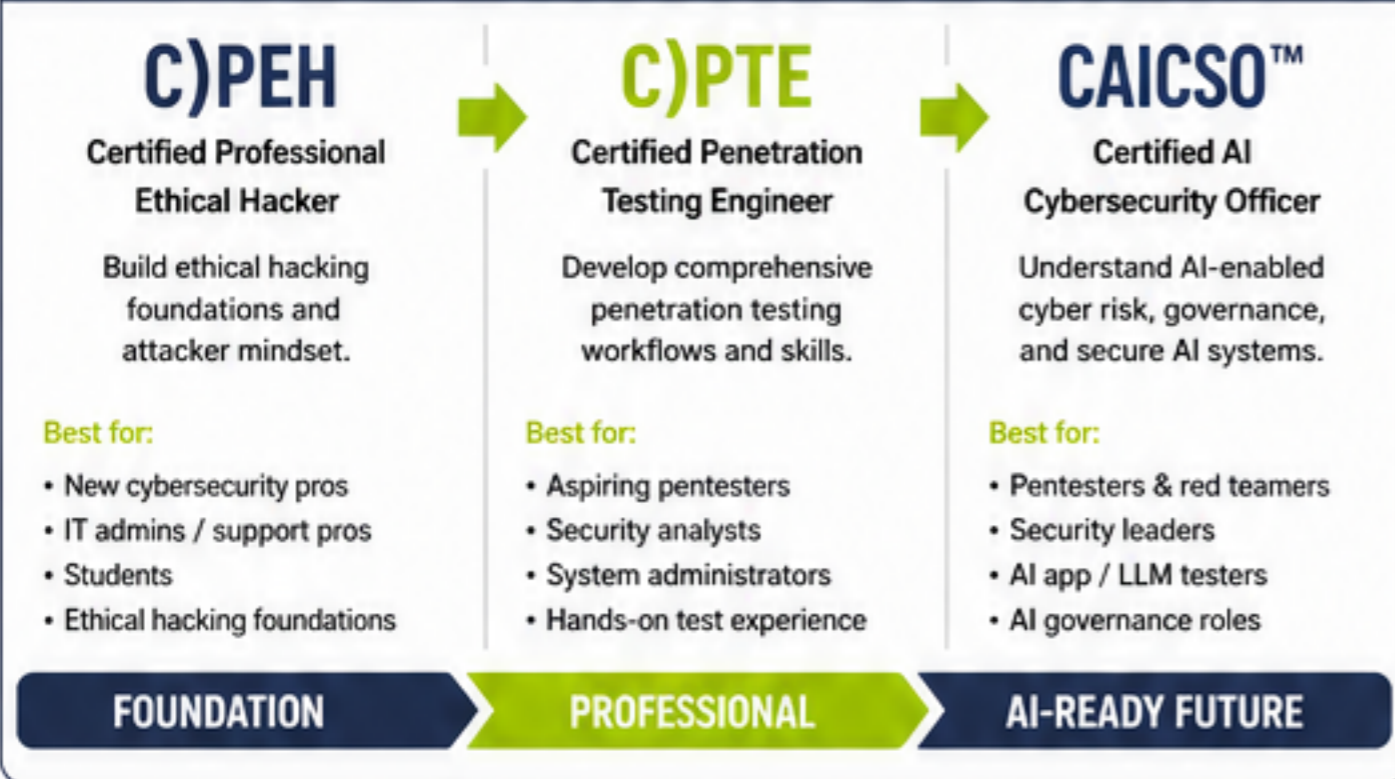 C)PEH
Certified Professional
Ethical Hacker
Build ethical hacking
foundations and
attacker mindset.
Best for:
• New cybersecurity pros
• IT admins / support pros
• Students
• Ethical hacking foundations
FOUNDATION
C)PTE
Certified Penetration
Testing Engineer
Develop comprehensive
penetration testing
workflows and skills.
Best for:
• Aspiring pentesters
• Security analysts
• System administrators
• Hands-on test experience
PROFESSIONAL
CAICSO™
Certified AI
Cybersecurity Officer
Understand AI-enabled
cyber risk, governance,
and secure AI systems.
Best for:
• Pentesters & red teamers
• Security leaders
• AI app / LLM testers
• AI governance roles
AI-READY FUTURE